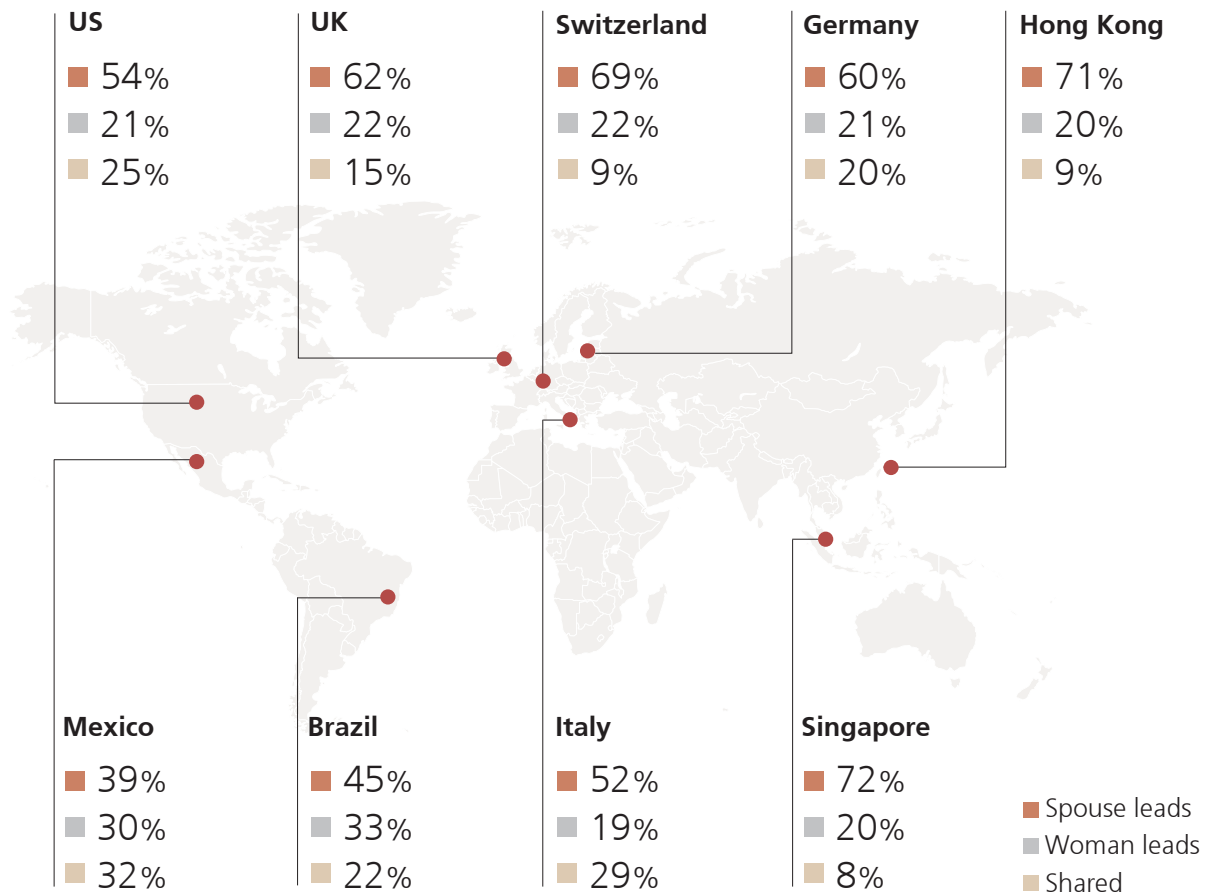 US
54%
21%
25%
UK
62%
22%
15%
Switzerland
69%
22%
9%
Germany
60%
21%
20%
Hong Kong
71%
20%
9%
Mexico
39%
30%
32%
Brazil
45%
33%
22%
Italy
52%
19%
29%
Singapore
72%
20%
8%
Spouse leads
Woman leads
Shared